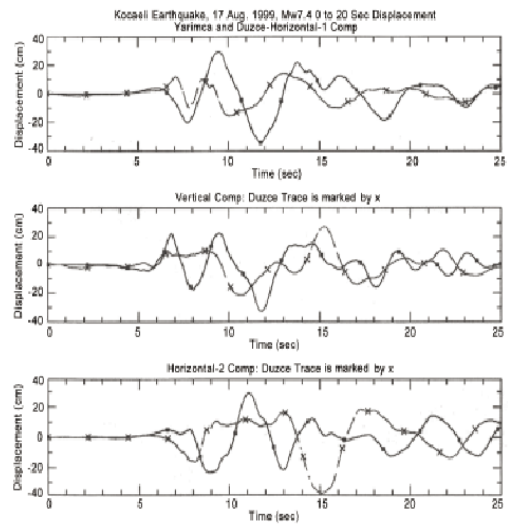 Kocaeli Earthquake, 17 Aug. 1999, Mw7.4 0 to 20 Sec Displacement
Yarimca and Duzce-Horizontal-1 Comp
Displacement (cm)
40
20
0
-20
-40
0 5 10 15 20 25
Time (sec)
Vertical Comp: Duzce Trace is marked by x
Displacement (cm)
40
20
0
-20
-40
0 5 10 15 20 25
Time (sec)
Horizontal-2 Comp: Duzce Trace is marked by x
Displacement (cm)
40
20
0
-20
-40
0 5 10 15 20 25
Time (sec)